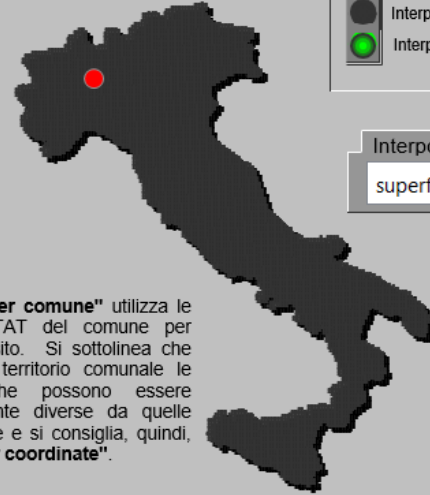 Interp
Interp
Interpo
superf
er comune" utilizza le
TAT del comune per
ito. Si sottolinea che
territorio comunale le
he possono essere
nte diverse da quelle
e e si consiglia, quindi,
r coordinate".